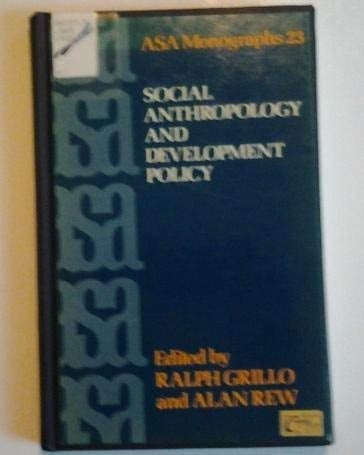 ASA Monographs 23
SOCIAL
ANTHROPOLOGY
AND
DEVELOPMENT
POLICY
Edited by
RALPH GRILLO
and ALAN REW